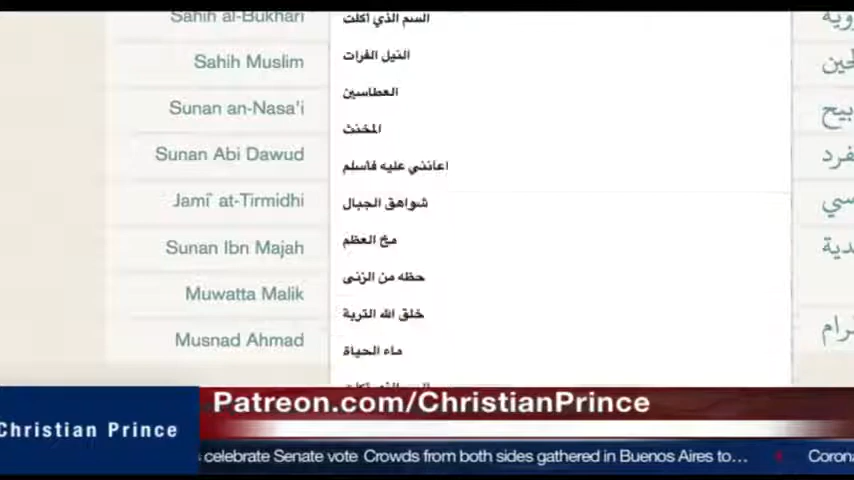 Sahih al-Bukhari
Sahih Muslim
Sunan an-Nasa'i
Sunan Abi Dawud
Jami` at-Tirmidhi
Sunan Ibn Majah
Muwatta Malik
Musnad Ahmad
السم الذي اكلت
النيل الفرات
العطاسين
المخنث
اعانني عليه فاسلم
شواهق الجبال
مخ العظم
حظه من الزنى
خلق الله التربة
ماء الحياة
Patreon.com/ChristianPrince
Christian Prince
celebrate Senate vote Crowds from both sides gathered in Buenos Aires to...